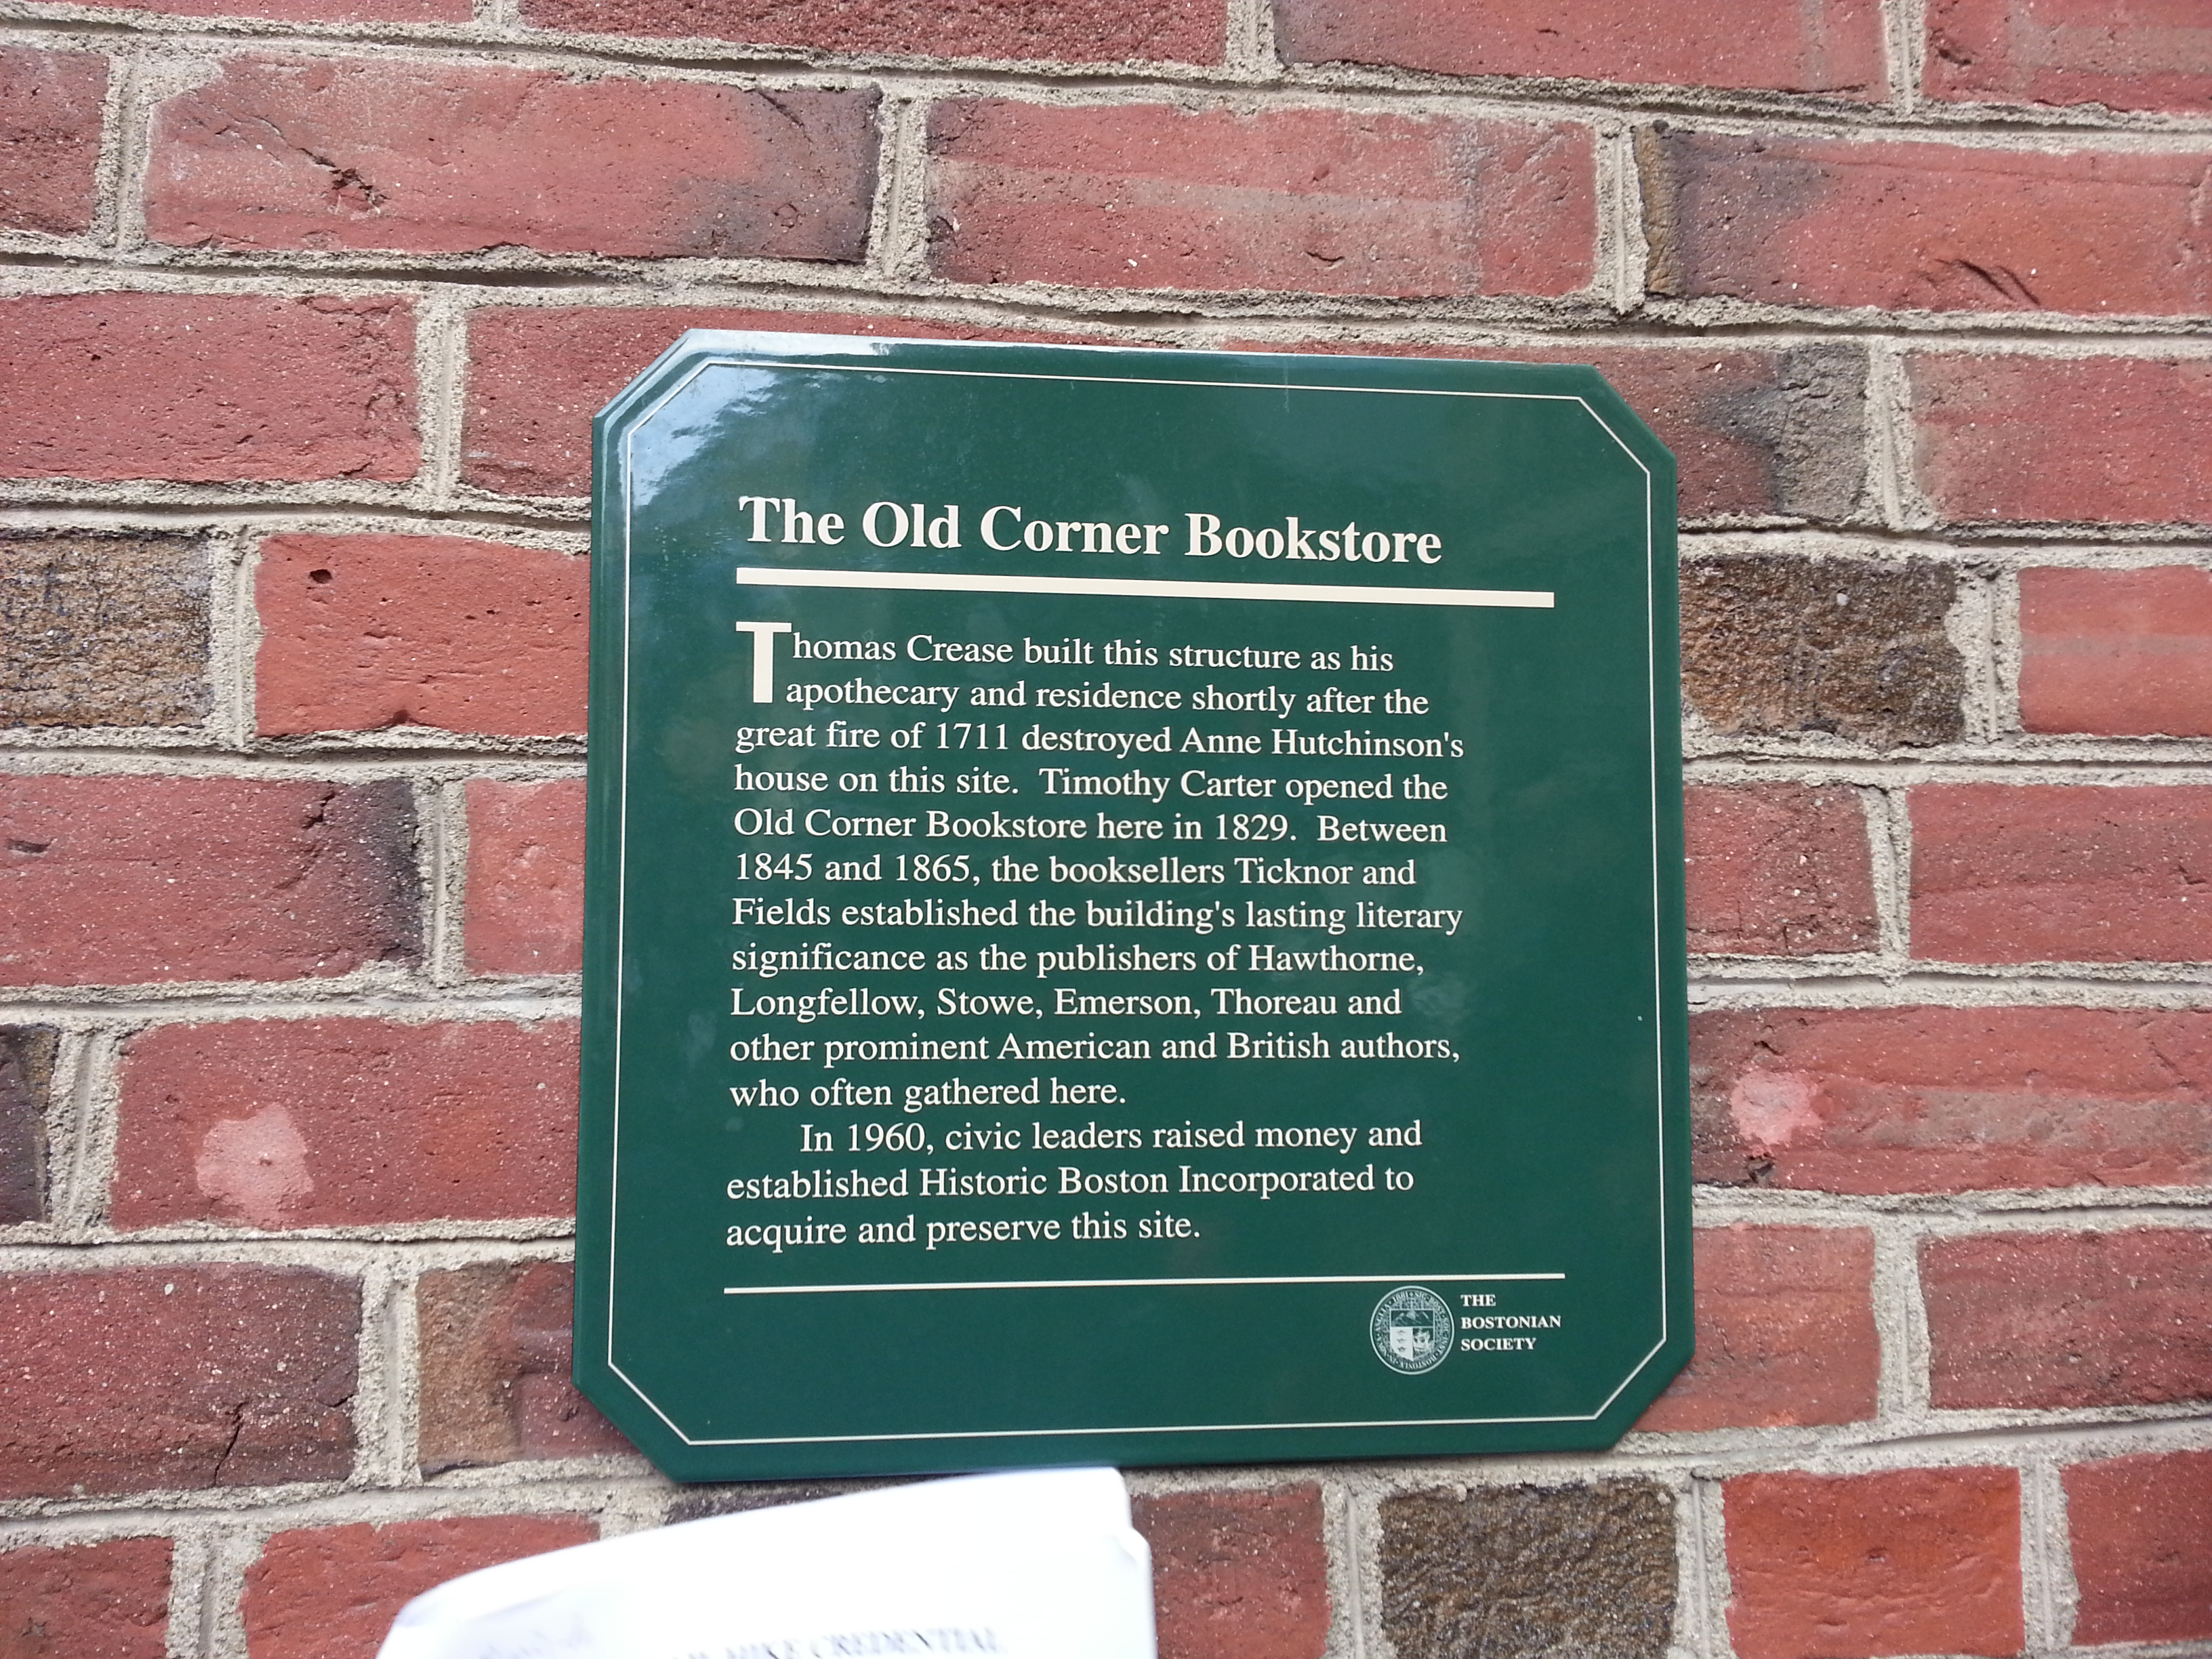 The Old Corner Bookstore
Thomas Crease built this structure as his
apothecary and residence shortly after the
great fire of 1711 destroyed Anne Hutchinson's
house on this site. Timothy Carter opened the
Old Corner Bookstore here in 1829. Between
1845 and 1865, the booksellers Ticknor and
Fields established the building's lasting literary
significance as the publishers of Hawthorne,
Longfellow, Stowe, Emerson, Thoreau and
other prominent American and British authors,
who often gathered here.
In 1960, civic leaders raised money and
established Historic Boston Incorporated to
acquire and preserve this site.
THE
BOSTONIAN
SOCIETY
CREDENTIAL